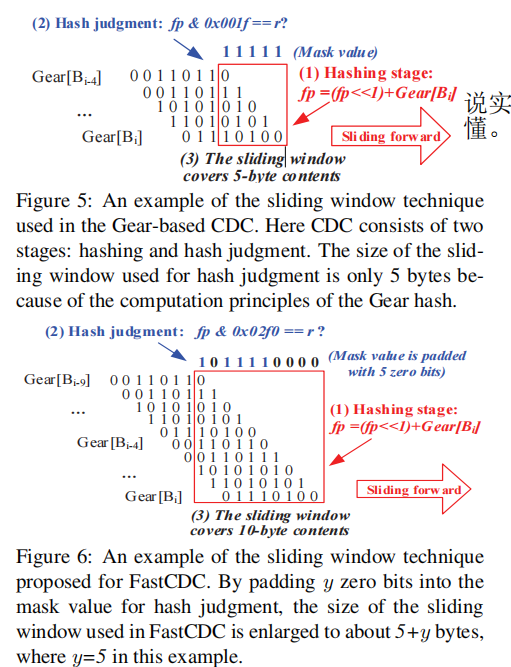 (2) Hash judgment: fp & 0x001f == r?
1 1 1 1 1 (Mask value)
Gear[Bi-4] 0 0 1 1 0 1 1 0
(1) Hashing stage:
0 0 1 1 0 1 1 1
fp =(fp<<1)+Gear[Bi]
... 1 0 1 0 1 0 1 0
1 1 0 1 0 1 0 1
Gear[Bi] 0 1 1 1 0 1 0 0
Sliding forward
说实
懂。
(3) The sliding window
covers 5-byte contents
Figure 5: An example of the sliding window technique
used in the Gear-based CDC. Here CDC consists of two
stages: hashing and hash judgment. The size of the slid-
ing window used for hash judgment is only 5 bytes be-
cause of the computation principles of the Gear hash.
(2) Hash judgment: fp & 0x02f0 == r ?
1 0 1 1 1 1 0 0 0 0
(Mask value is padded
with 5 zero bits)
Gear[Bi-9] 0 0 1 1 0 1 1 0
0 0 1 1 0 1 1 1
... 1 0 1 0 1 0 1 0
1 1 0 1 0 1 0 1
0 1 1 1 0 1 0 0
Gear[Bi-4] 0 0 1 1 0 1 1 0
0 0 1 1 0 1 1 1
... 1 0 1 0 1 0 1 0
1 1 0 1 0 1 0 1
Gear[Bi] 0 1 1 1 0 1 0 0
(1) Hashing stage:
fp =(fp<<1)+Gear[Bi]
Sliding forward
(3) The sliding window
covers 10-byte contents
Figure 6: An example of the sliding window technique
proposed for FastCDC. By padding y zero bits into the
mask value for hash judgment, the size of the sliding
window used in FastCDC is enlarged to about 5+y bytes,
where y=5 in this example.